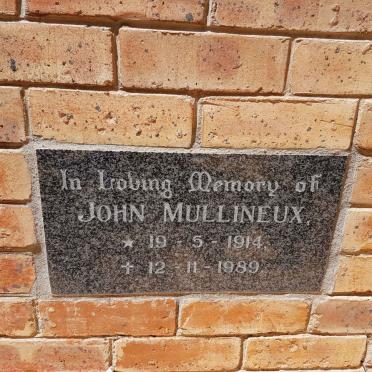 In Loving Memory of
JOHN MULLINEUX.
★ 19 - 5 - 1914.
✝ 12 - 11 - 1989.